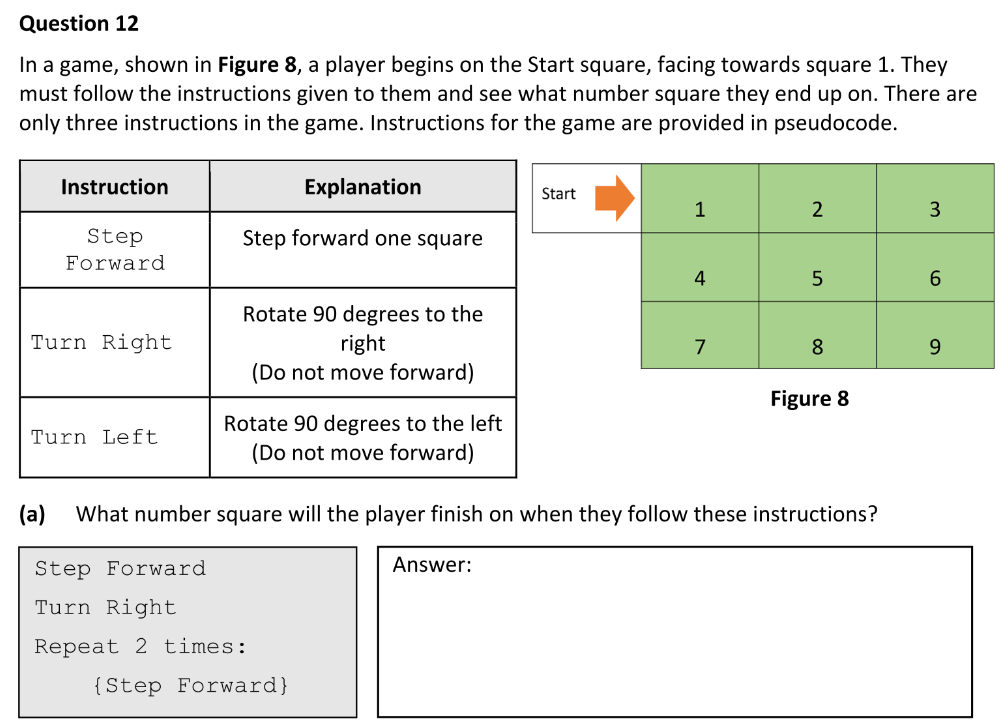 Question 12
In a game, shown in Figure 8, a player begins on the Start square, facing towards square 1. They
must follow the instructions given to them and see what number square they end up on. There are
only three instructions in the game. Instructions for the game are provided in pseudocode.
Instruction Explanation
Step
Forward
Step forward one square
Turn Right
Rotate 90 degrees to the
right
(Do not move forward)
Turn Left
Rotate 90 degrees to the left
(Do not move forward)
Start
1 2 3
4 5 6
7 8 9
Figure 8
(a) What number square will the player finish on when they follow these instructions?
Step Forward
Turn Right
Repeat 2 times:
{Step Forward}
Answer: